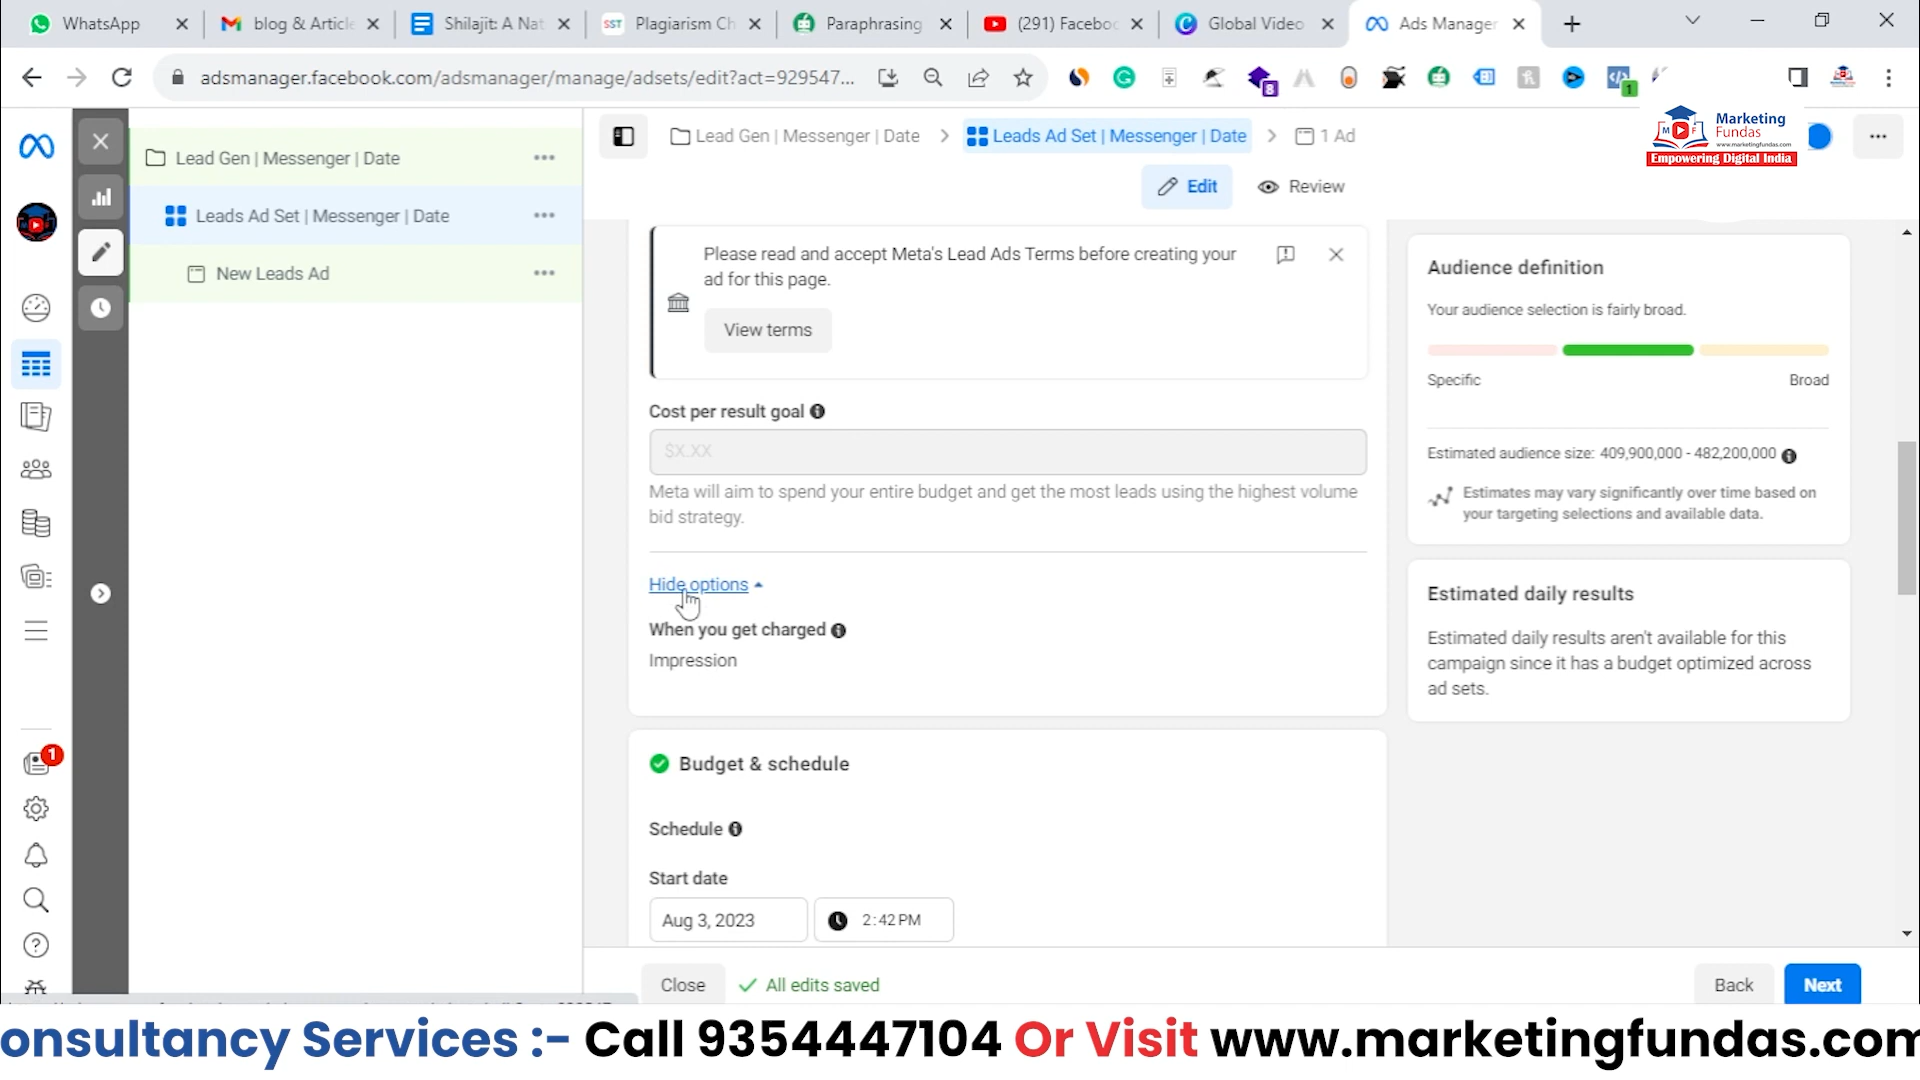 WhatsApp
blog & Article
Shilajit: A Nat
SST
Plagiarism Ch
Paraphrasing
(291) Faceboo
Global Video
Ads Manager
adsmanager.facebook.com/adsmanager/manage/adsets/edit?act=929547...
8
1
Lead Gen | Messenger | Date
Leads Ad Set | Messenger | Date
1 Ad
Marketing
Fundas
www.marketingfundas.com
Empowering Digital India
Edit
Review
Lead Gen | Messenger | Date
Leads Ad Set | Messenger | Date
New Leads Ad
Please read and accept Meta's Lead Ads Terms before creating your
ad for this page.
View terms
Cost per result goal
$X.XX
Meta will aim to spend your entire budget and get the most leads using the highest volume
bid strategy.
Hide options
When you get charged
Impression
Budget & schedule
Schedule
Start date
Aug 3, 2023
2:42 PM
Audience definition
Your audience selection is fairly broad.
Specific
Broad
Estimated audience size: 409,900,000 - 482,200,000
Estimates may vary significantly over time based on
your targeting selections and available data.
Estimated daily results
Estimated daily results aren't available for this
campaign since it has a budget optimized across
ad sets.
1
Close
All edits saved
Back
Next
onsultancy Services :- Call 9354447104 Or Visit www.marketingfundas.com